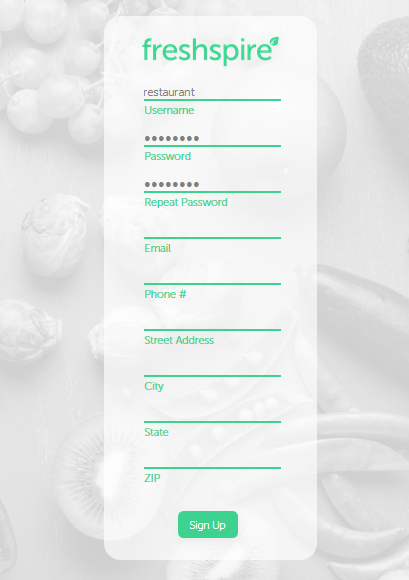 freshspire
restaurant
Username
••••••••
Password
••••••••
Repeat Password
Email
Phone #
Street Address
City
State
ZIP
Sign Up